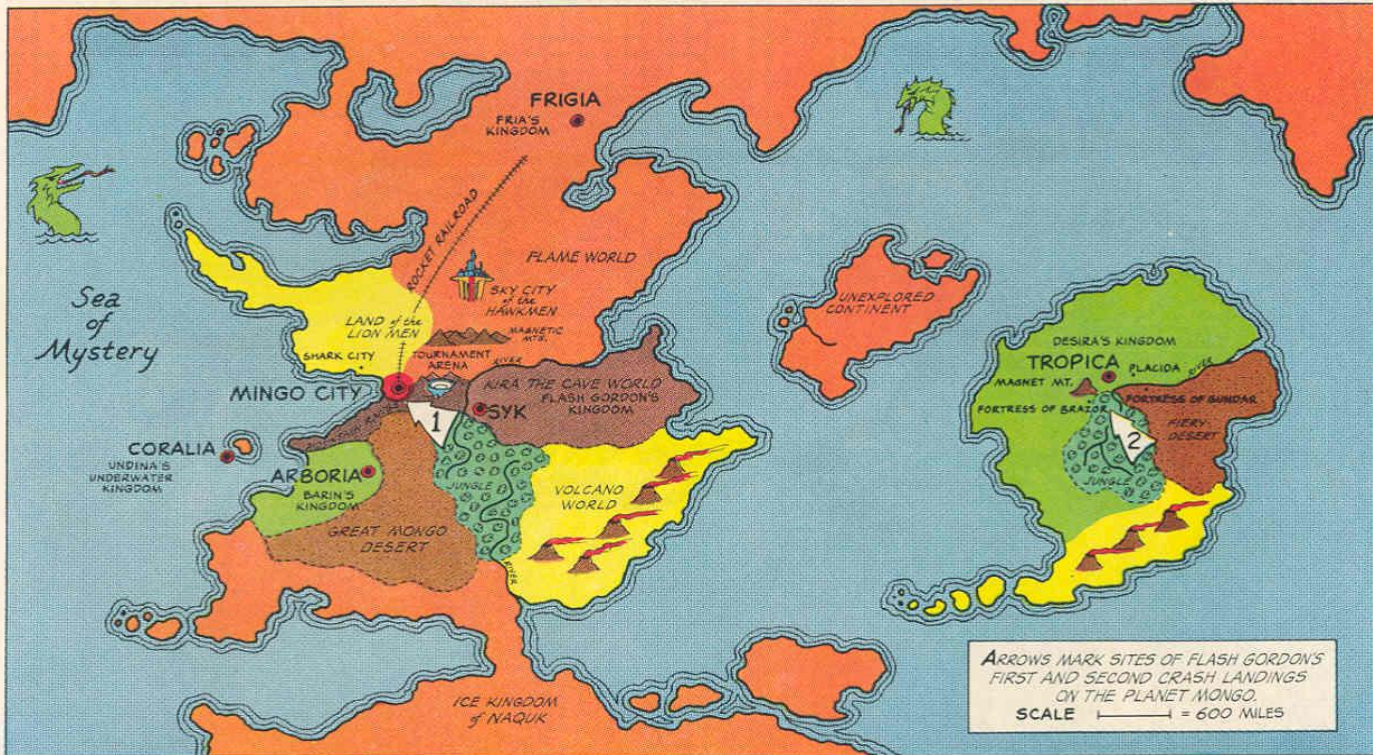 FRIGIA
FRIA'S
KINGDOM
ROCKET RAILROAD
FLAME WORLD
Sea
of
Mystery
SKY CITY
of the
HAWKMEN
LAND of the
LION MEN
MAGNETIC
MTS.
SHARK CITY
TOURNAMENT
ARENA
RIVER
MINGO CITY
KIRA THE CAVE WORLD
FLASH GORDON'S
KINGDOM
1
SYK
CORALIA
UNDINA'S
UNDERWATER
KINGDOM
ARBORIA
BARIN'S
KINGDOM
JUNGLE
VOLCANO
WORLD
GREAT MONGO
DESERT
RIVER
UNEXPLORED
CONTINENT
DESIRA'S KINGDOM
TROPICA
PLACIDA
RIVER
MAGNET MT.
FORTRESS OF GUNDAR
FORTRESS OF BRAZOR
2
FIERY
DESERT
JUNGLE
ICE KINGDOM
of NAQUK
ARROWS MARK SITES OF FLASH GORDON'S
FIRST AND SECOND CRASH LANDINGS
ON THE PLANET MONGO.
SCALE = 600 MILES